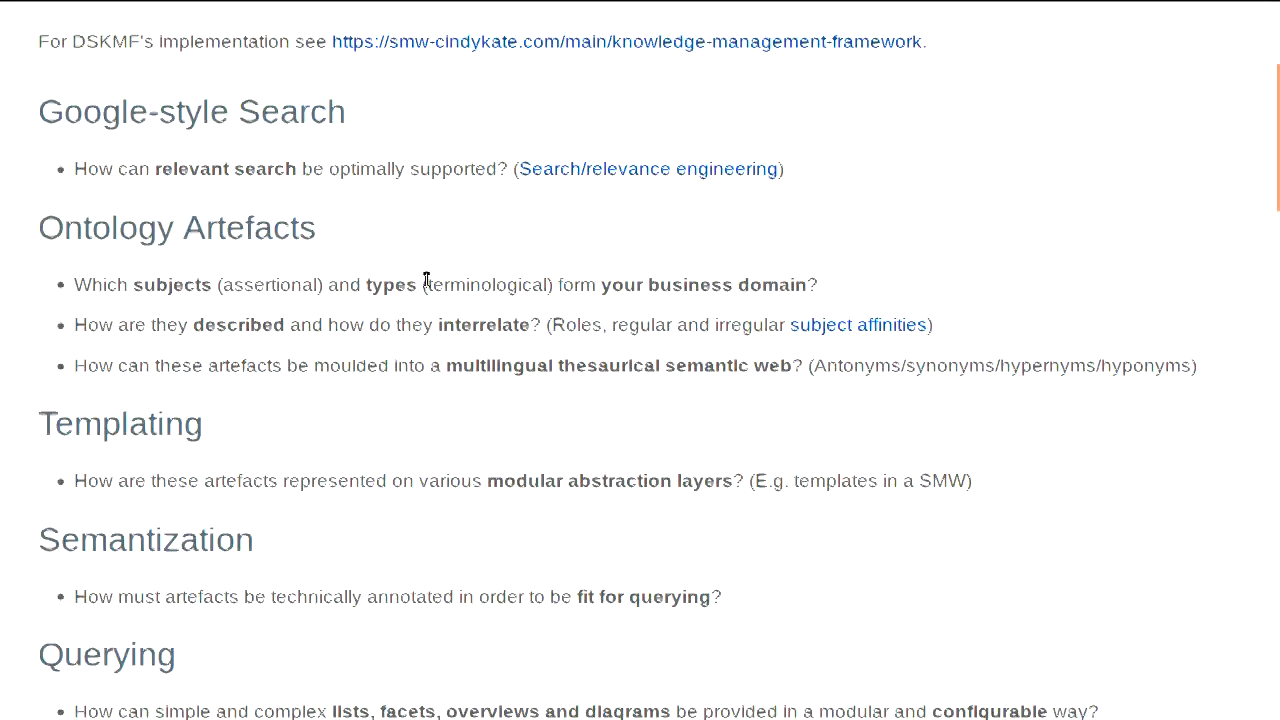 For DSKMF's implementation see https://smw-cindykate.com/main/knowledge-management-framework.
Google-style Search
• How can relevant search be optimally supported? (Search/relevance engineering)
Ontology Artefacts
• Which subjects (assertional) and types (terminological) form your business domain?
• How are they described and how do they interrelate? (Roles, regular and irregular subject affinities)
• How can these artefacts be moulded into a multilingual thesaurical semantic web? (Antonyms/synonyms/hypernyms/hyponyms)
Templating
• How are these artefacts represented on various modular abstraction layers? (E.g. templates in a SMW)
Semantization
• How must artefacts be technically annotated in order to be fit for querying?
Querying
• How can simple and complex lists, facets, overviews and diagrams be provided in a modular and configurable way?